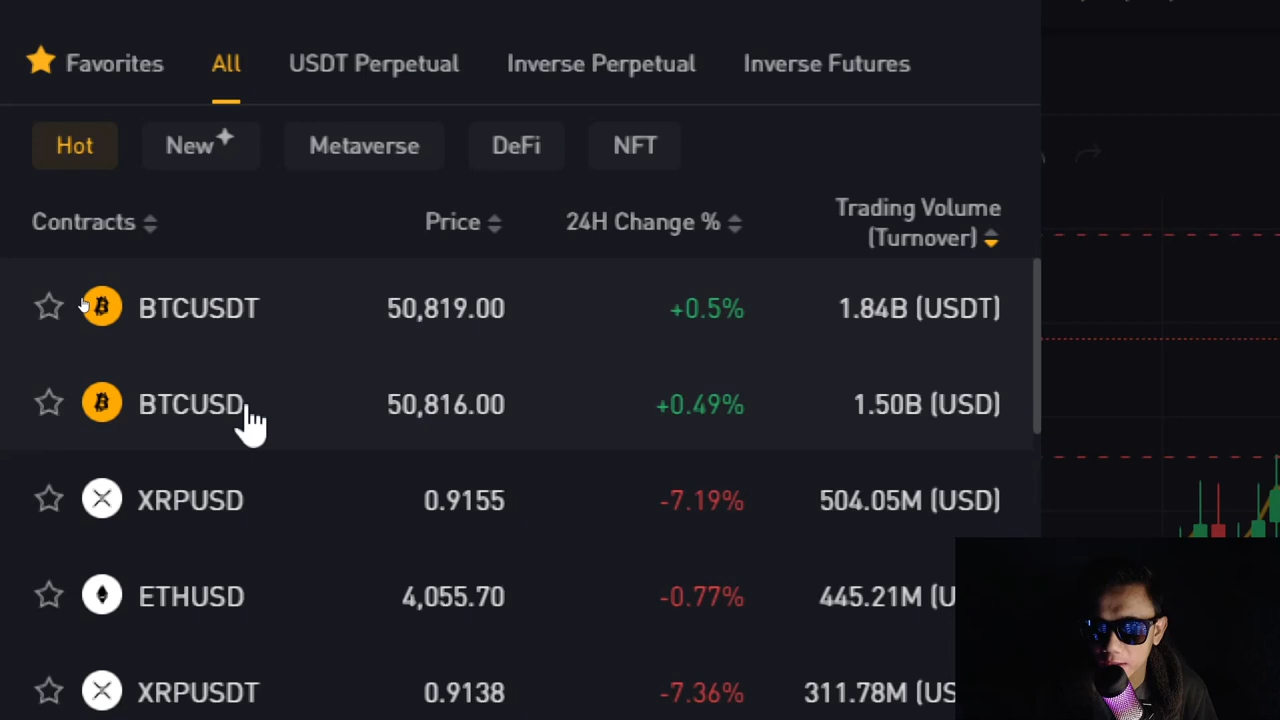 Favorites All USDT Perpetual Inverse Perpetual Inverse Futures
Hot New Metaverse DeFi NFT
Contracts Price 24H Change % Trading Volume (Turnover)
BTCUSDT 50,819.00 +0.5% 1.84B (USDT)
BTCUSD 50,816.00 +0.49% 1.50B (USD)
XRPUSD 0.9155 -7.19% 504.05M (USD)
ETHUSD 4,055.70 -0.77% 445.21M (U
XRPUSDT 0.9138 -7.36% 311.78M (US